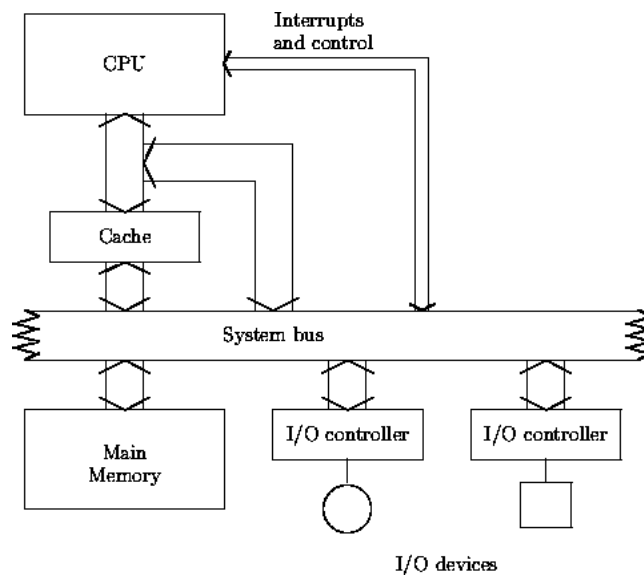 Interrupts
and control
CPU
Cache
System bus
Main
Memory
I/O controller
I/O controller
I/O devices